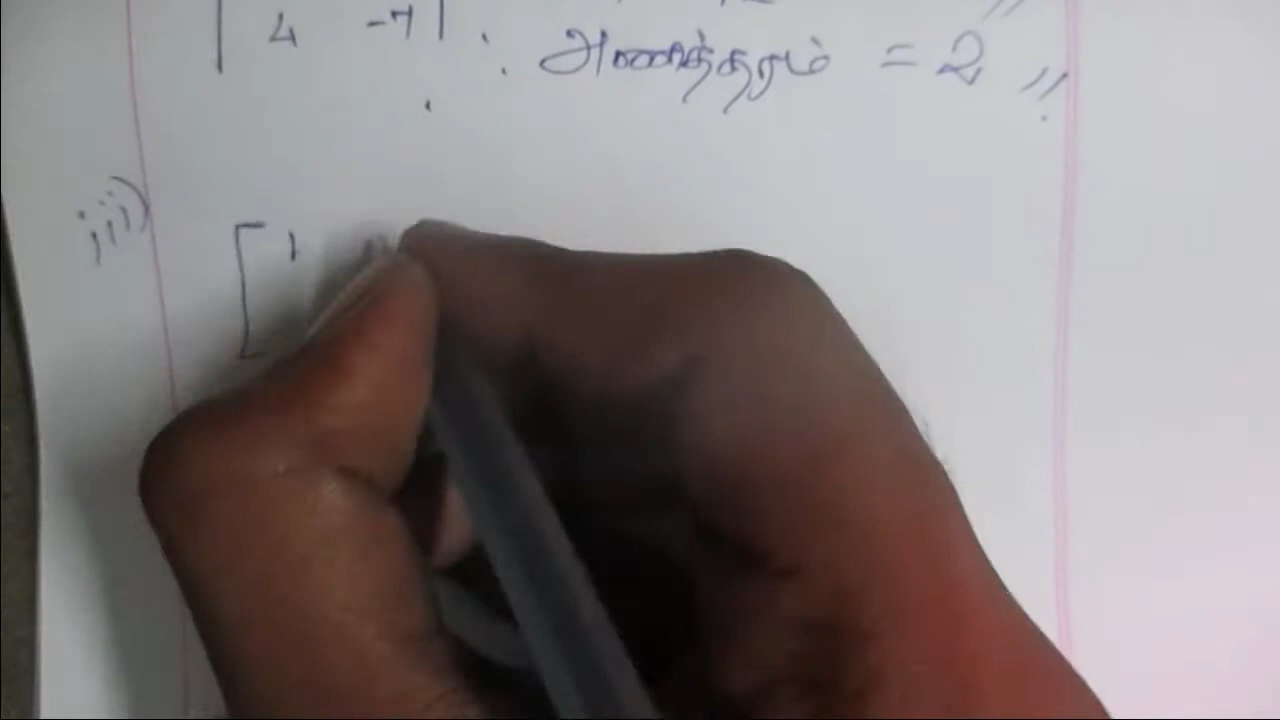 4 -7
அணித்தரம் = 2 //
iii) [ 1